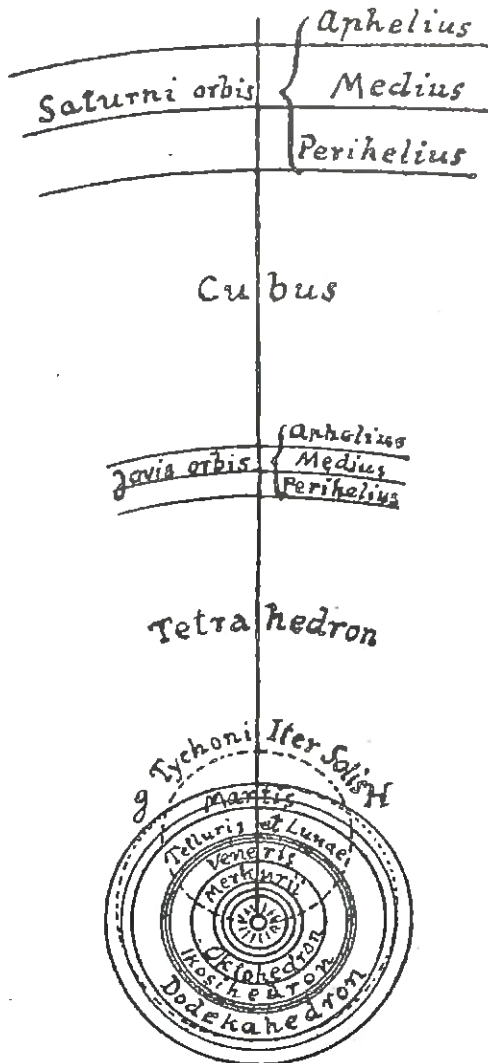 Aphelius
Saturni orbis Medius
Perihelius
Cubus
Aphelius
Jovis orbis Medius
Perihelius
Tetrahedron
g Tychoni Iter Solis H
Martis
Telluris et Lunae
Veneris
Merkurii
Oktohedron
Ikosihedron
Dodekahedron